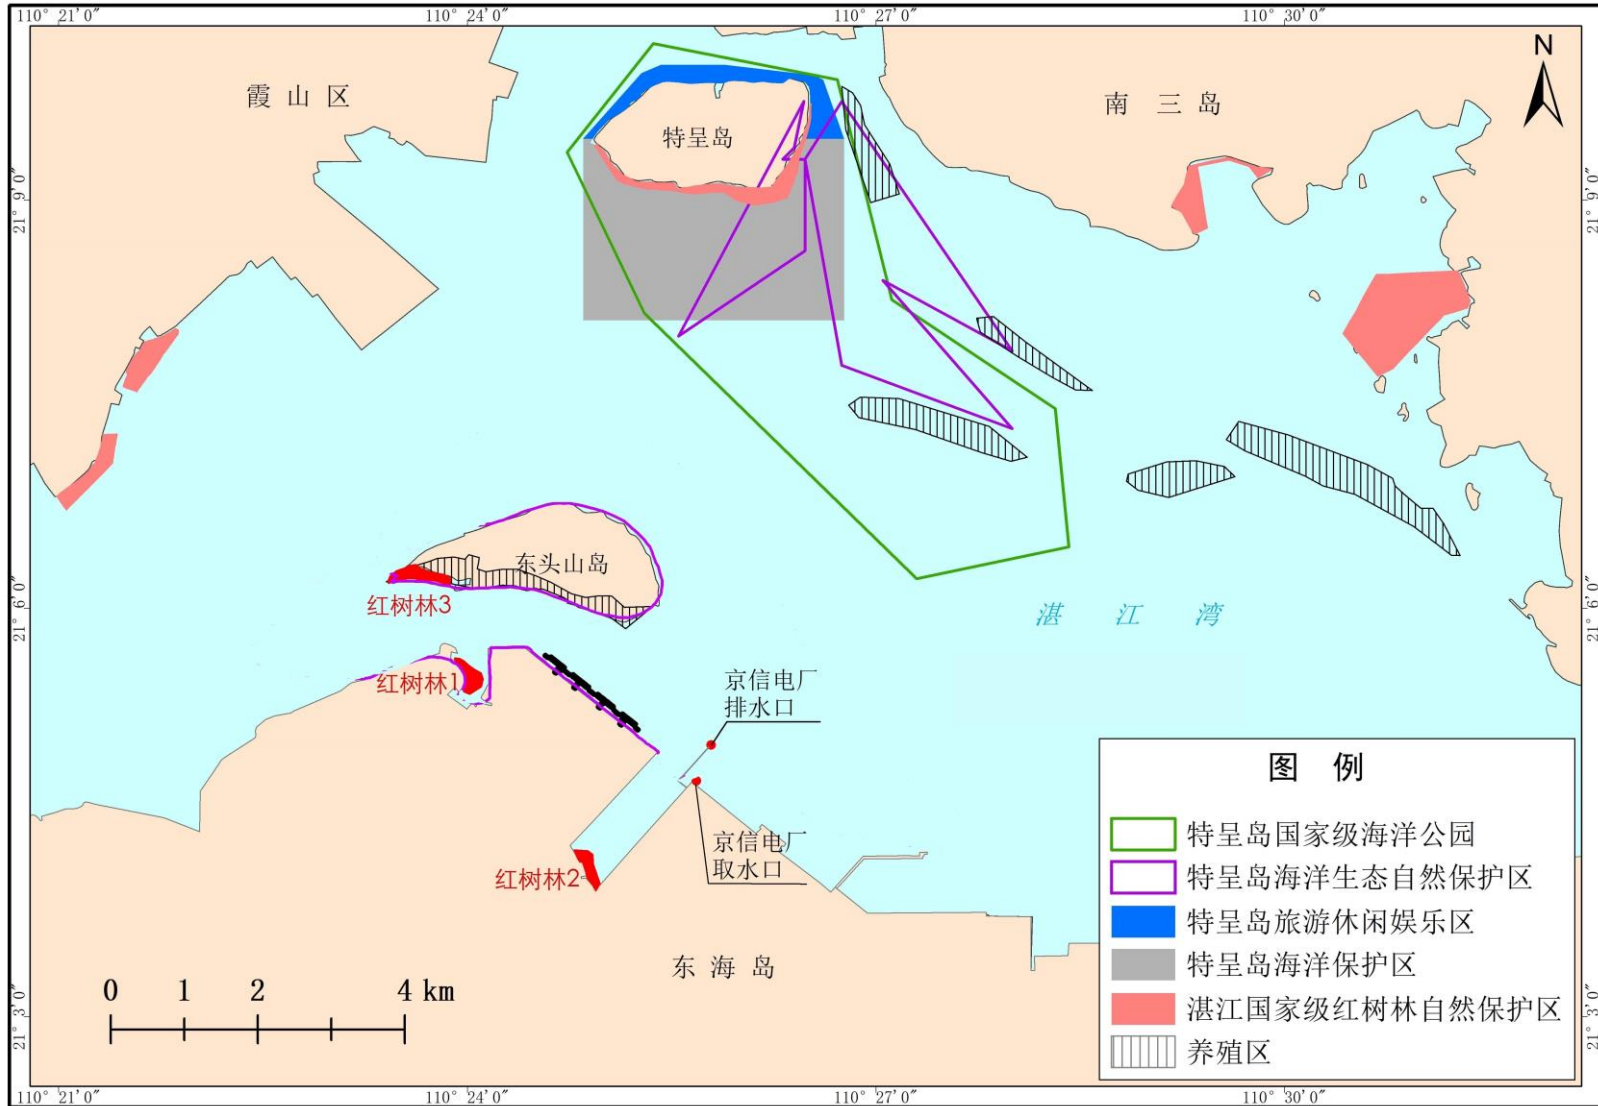 110° 21′0″
110° 24′0″
110° 27′0″
110° 30′0″
N
霞山区
南三岛
特呈岛
21° 9′0″
21° 9′0″
东头山岛
红树林3
21° 6′0″
湛江湾
21° 6′0″
红树林1
京信电厂
排水口
图例
特呈岛国家级海洋公园
京信电厂
取水口
特呈岛海洋生态自然保护区
红树林2
特呈岛旅游休闲娱乐区
东海岛
特呈岛海洋保护区
0 1 2 4 km
湛江国家级红树林自然保护区
21° 3′0″
21° 3′0″
养殖区
110° 21′0″
110° 24′0″
110° 27′0″
110° 30′0″